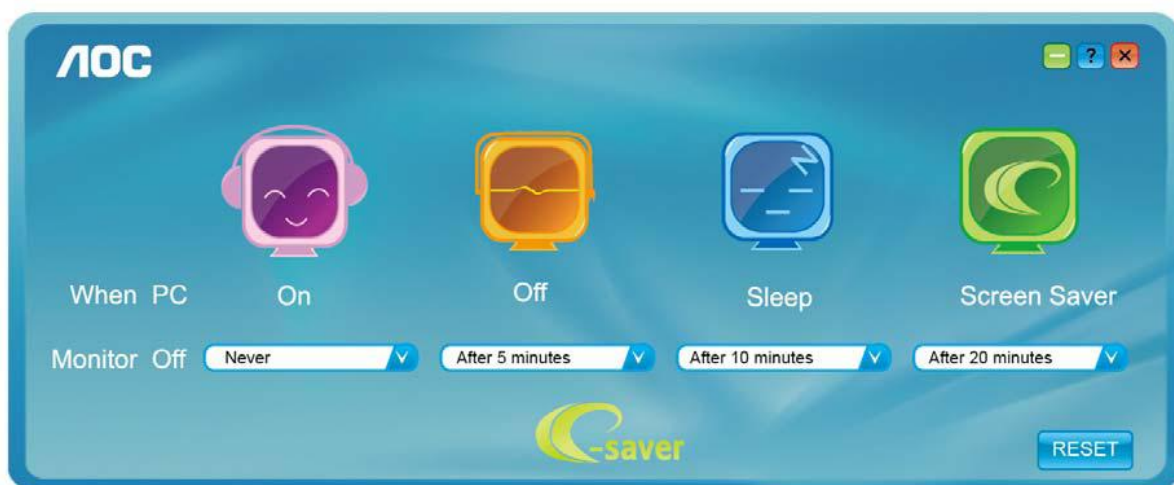 AOC
?
When PC On Off Sleep Screen Saver
Monitor Off Never After 5 minutes After 10 minutes After 20 minutes
e-saver
RESET